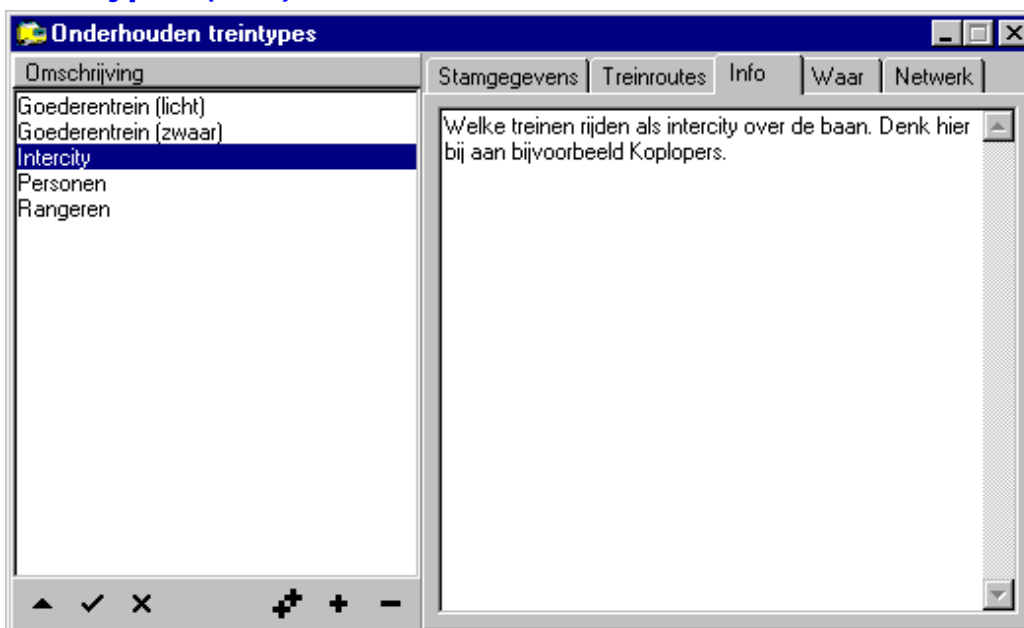 Onderhouden treintypes
Omschrijving
Goederentrein (licht)
Goederentrein (zwaar)
Intercity
Personen
Rangeren
Stamgegevens Treinroutes Info Waar Netwerk
Welke treinen rijden als intercity over de baan. Denk hier
bij aan bijvoorbeeld Koplopers.